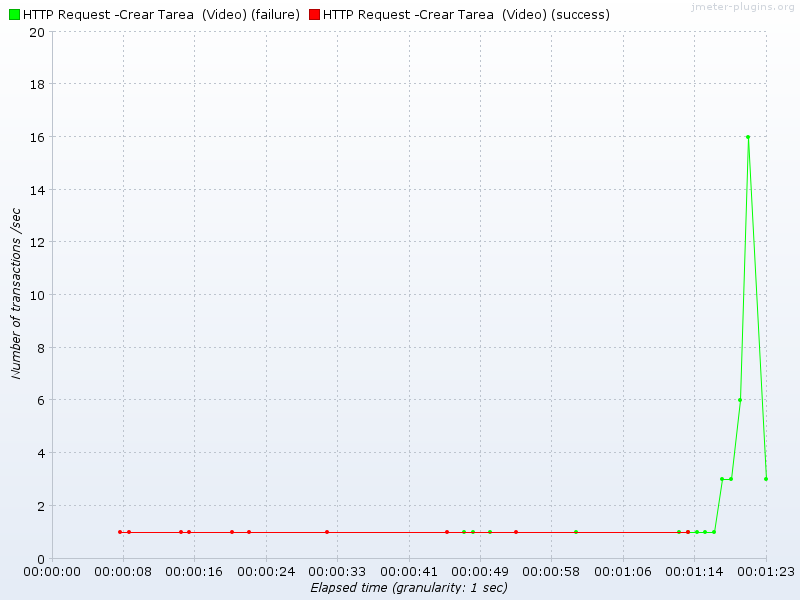 HTTP Request -Crear Tarea  (Video) (failure) HTTP Request -Crear Tarea  (Video) (success)
jmeter-plugins.org
20
18
16
14
12
10
8
6
4
2
0
Number of transactions /sec
00:00:00 00:00:08 00:00:16 00:00:24 00:00:33 00:00:41 00:00:49 00:00:58 00:01:06 00:01:14 00:01:23
Elapsed time (granularity: 1 sec)